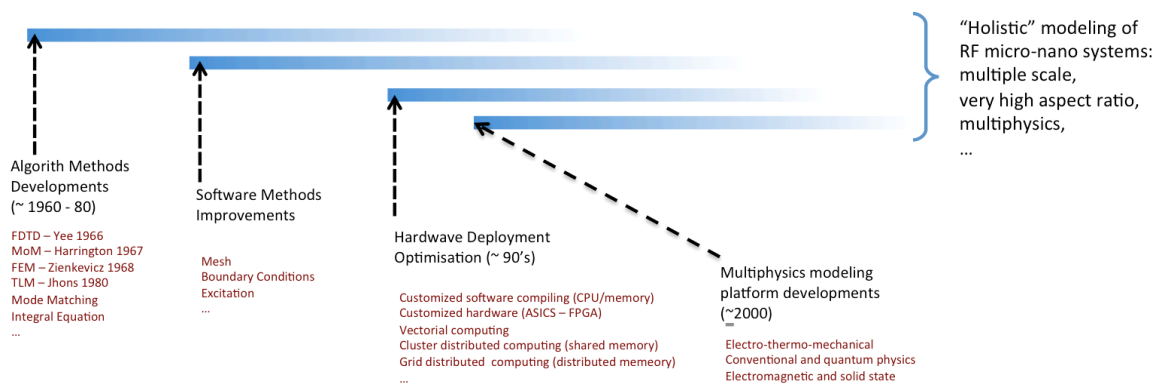 “Holistic” modeling of
RF micro-nano systems:
multiple scale,
very high aspect ratio,
multiphysics,
...
Algorith Methods
Developments
(~ 1960 - 80)
FDTD – Yee 1966
MoM – Harrington 1967
FEM – Zienkevicz 1968
TLM – Jhons 1980
Mode Matching
Integral Equation
...
Software Methods
Improvements
Mesh
Boundary Conditions
Excitation
...
Hardwave Deployment
Optimisation (~ 90’s)
Customized software compiling (CPU/memory)
Customized hardware (ASICS – FPGA)
Vectorial computing
Cluster distributed computing (shared memory)
Grid distributed computing (distributed memeory)
...
Multiphysics modeling
platform developments
(~2000)
Electro-thermo-mechanical
Conventional and quantum physics
Electromagnetic and solid state